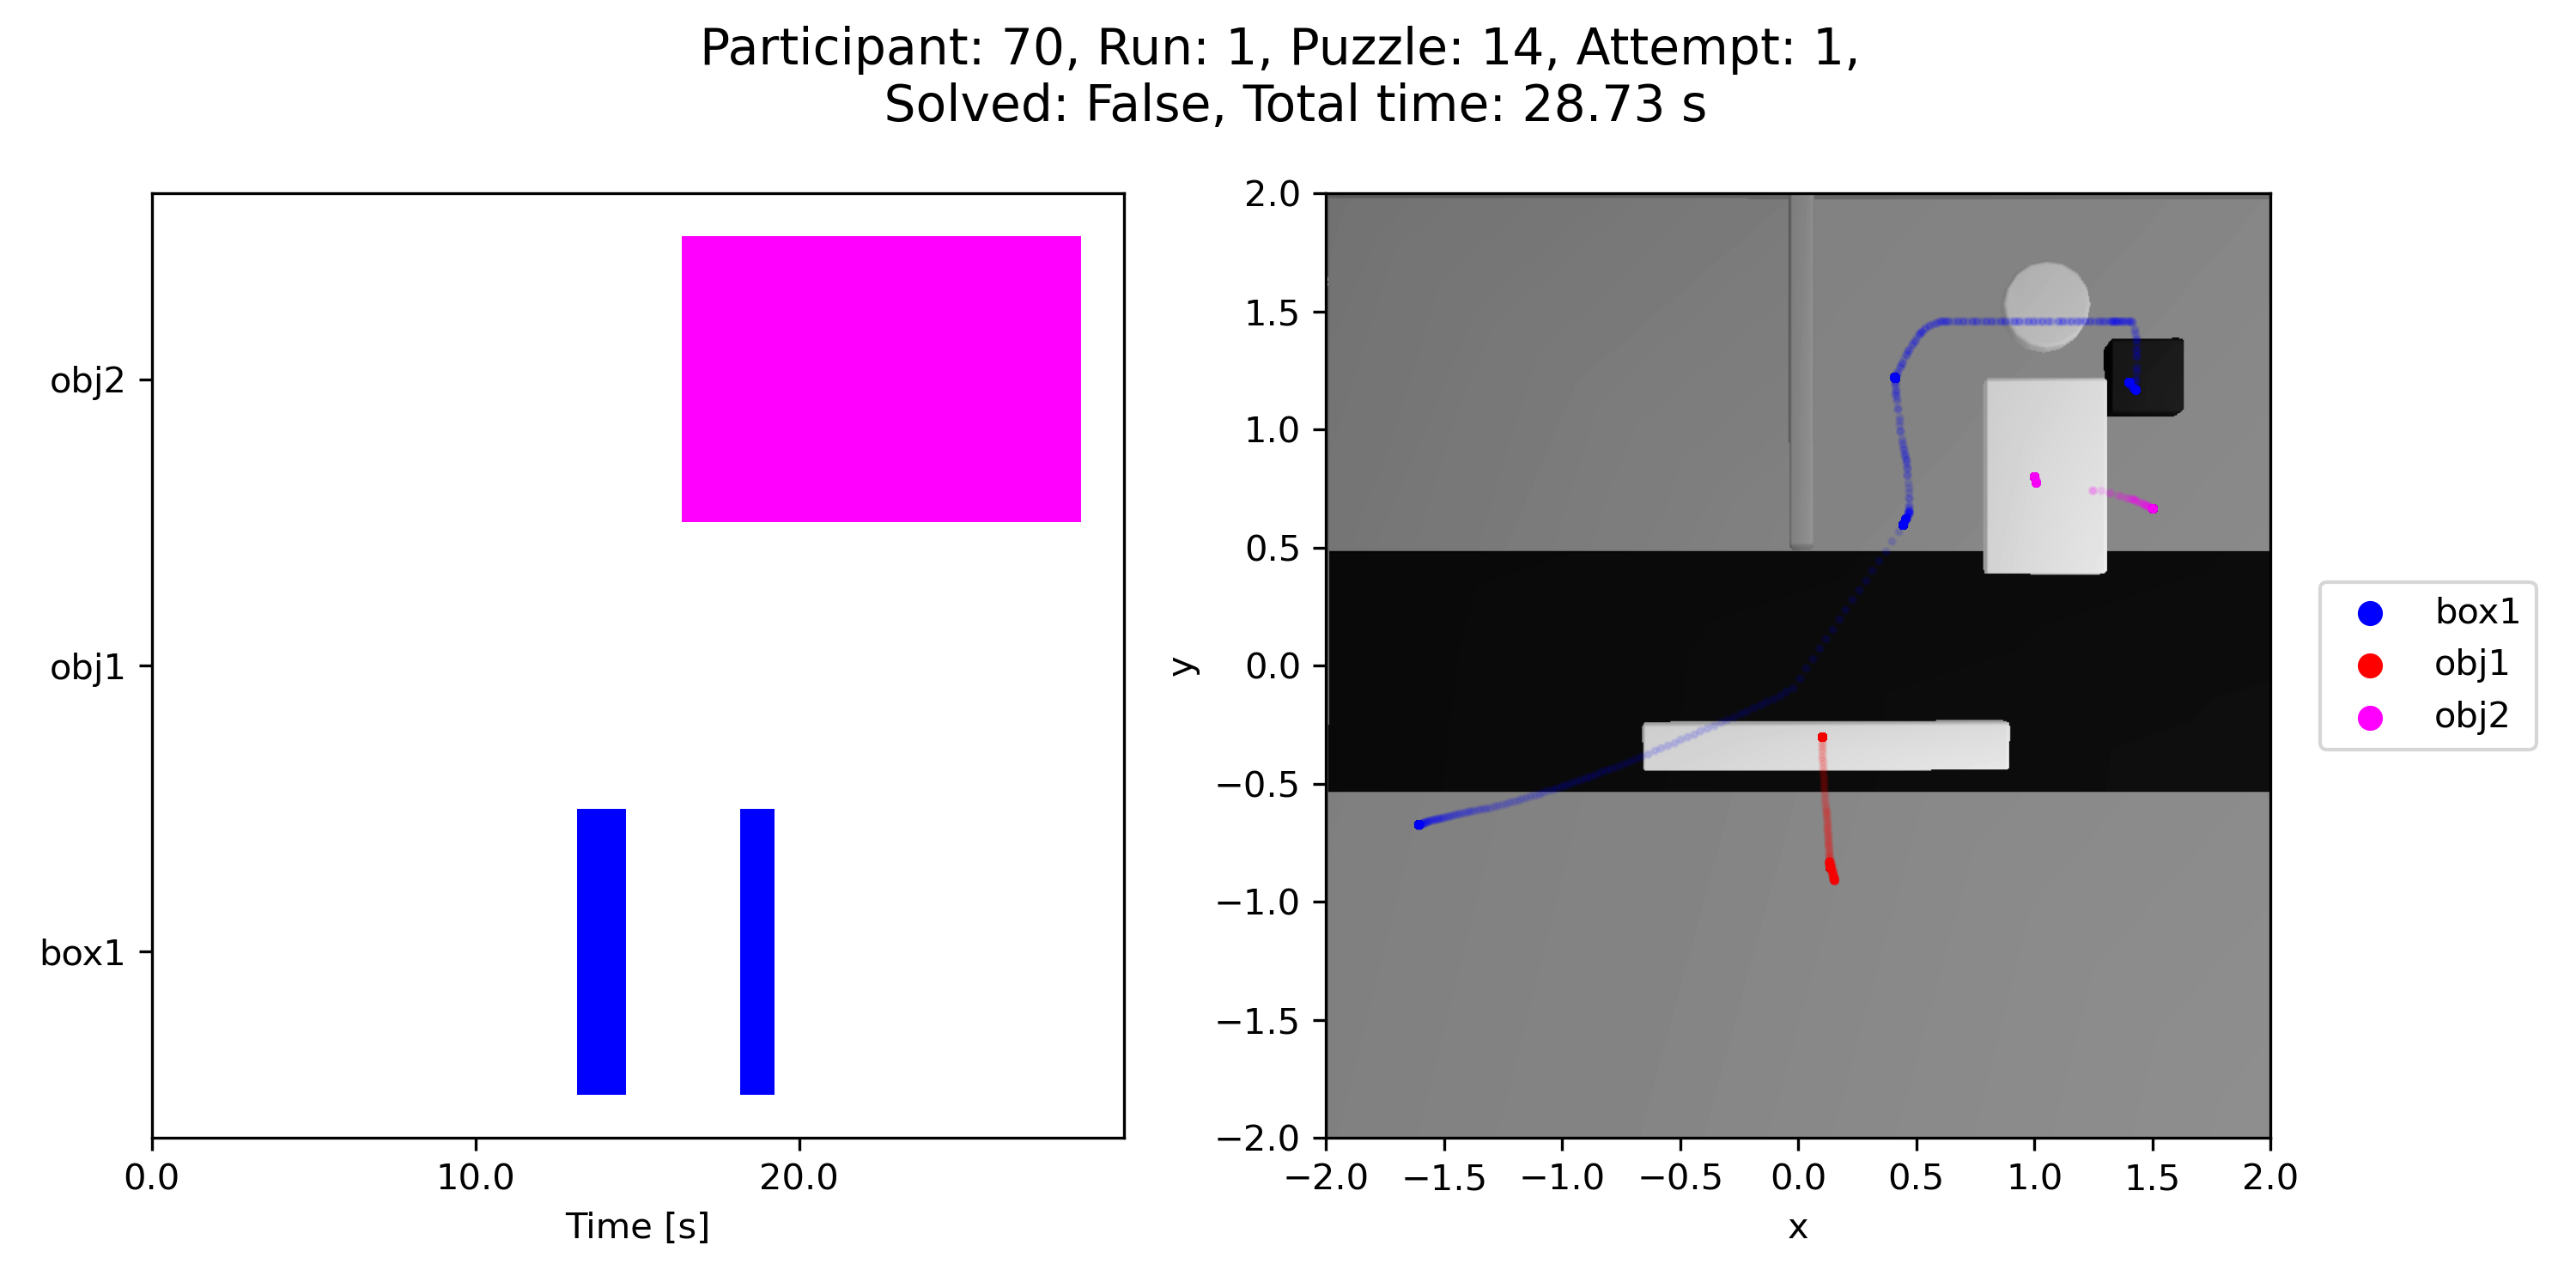 Participant: 70, Run: 1, Puzzle: 14, Attempt: 1,
Solved: False, Total time: 28.73 s
obj2
obj1
box1
0.0 10.0 20.0
Time [s]
2.0
1.5
1.0
0.5
0.0
−0.5
−1.0
−1.5
−2.0
y
−2.0 −1.5 −1.0 −0.5 0.0 0.5 1.0 1.5 2.0
x
box1
obj1
obj2